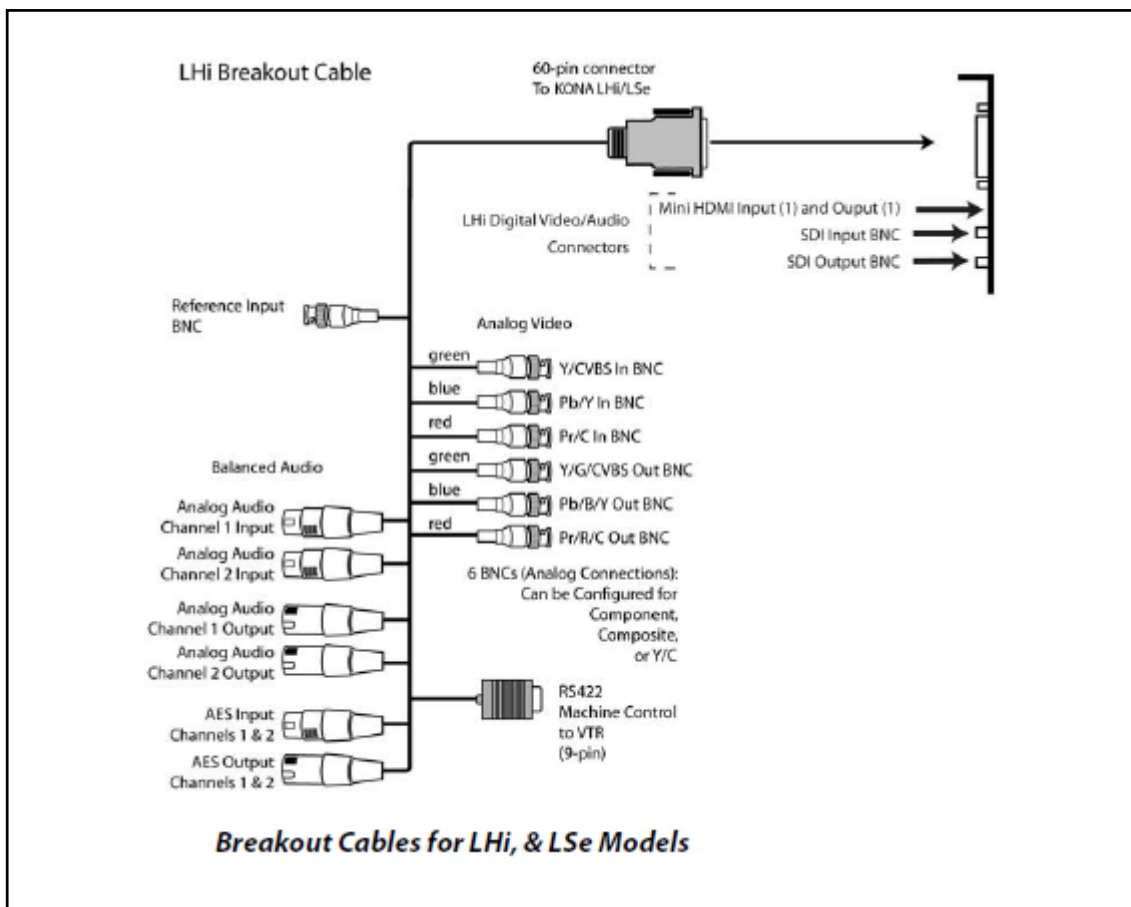 LHi Breakout Cable
60-pin connector
To KONA LHi/LSe
LHi Digital Video/Audio
Connectors
Mini HDMI Input (1) and Ouput (1)
SDI Input BNC
SDI Output BNC
Reference Input
BNC
Analog Video
green
Y/CVBS In BNC
blue
Pb/Y In BNC
red
Pr/C In BNC
green
Y/G/CVBS Out BNC
blue
Pb/B/Y Out BNC
red
Pr/R/C Out BNC
Balanced Audio
Analog Audio
Channel 1 Input
Analog Audio
Channel 2 Input
Analog Audio
Channel 1 Output
Analog Audio
Channel 2 Output
AES Input
Channels 1 & 2
AES Output
Channels 1 & 2
6 BNCs (Analog Connections):
Can be Configured for
Component,
Composite,
or Y/C
RS422
Machine Control
to VTR
(9-pin)
Breakout Cables for LHi, & LSe Models